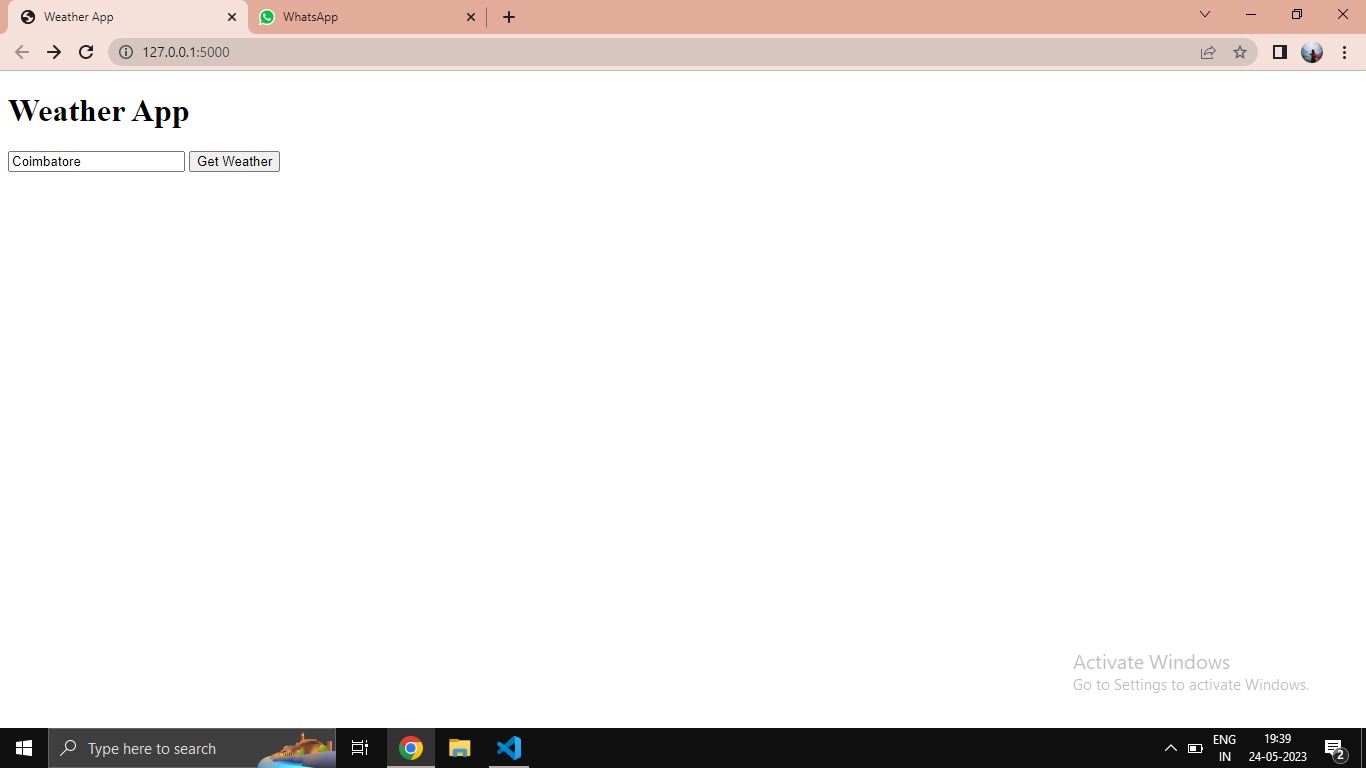 Weather App
WhatsApp
127.0.0.1:5000
Weather App
Coimbatore
Get Weather
Activate Windows
Go to Settings to activate Windows.
Type here to search
ENG
IN
19:39
24-05-2023
2